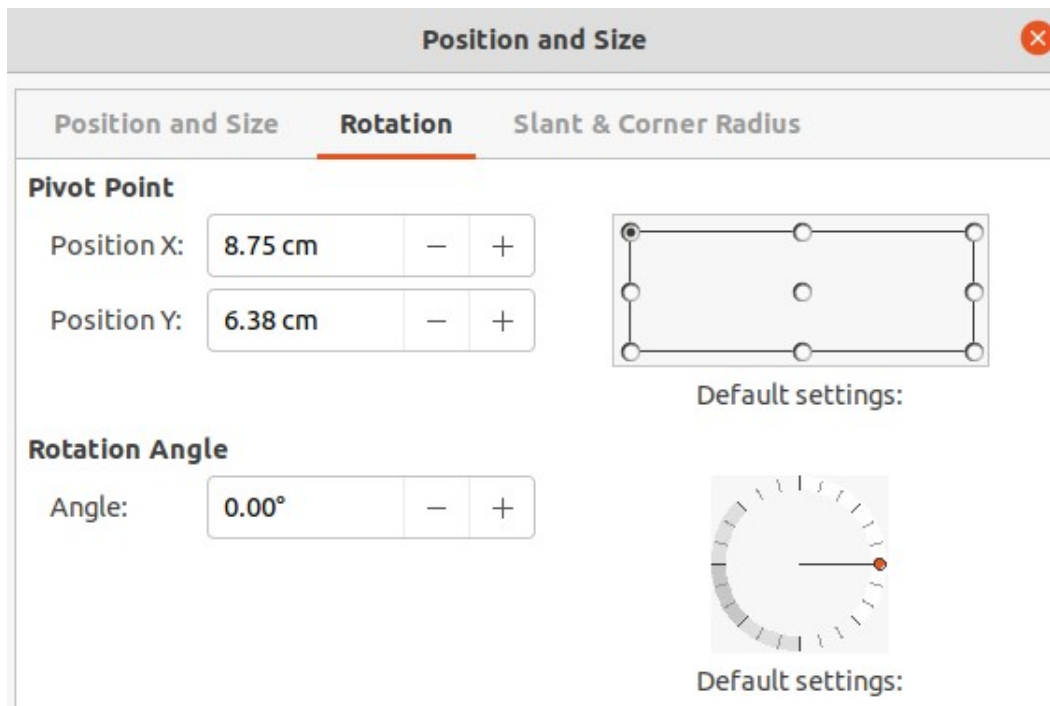 Position and Size
Position and Size Rotation Slant & Corner Radius
Pivot Point
Position X: 8.75 cm − +
Position Y: 6.38 cm − +
Default settings:
Rotation Angle
Angle: 0.00° − +
Default settings: